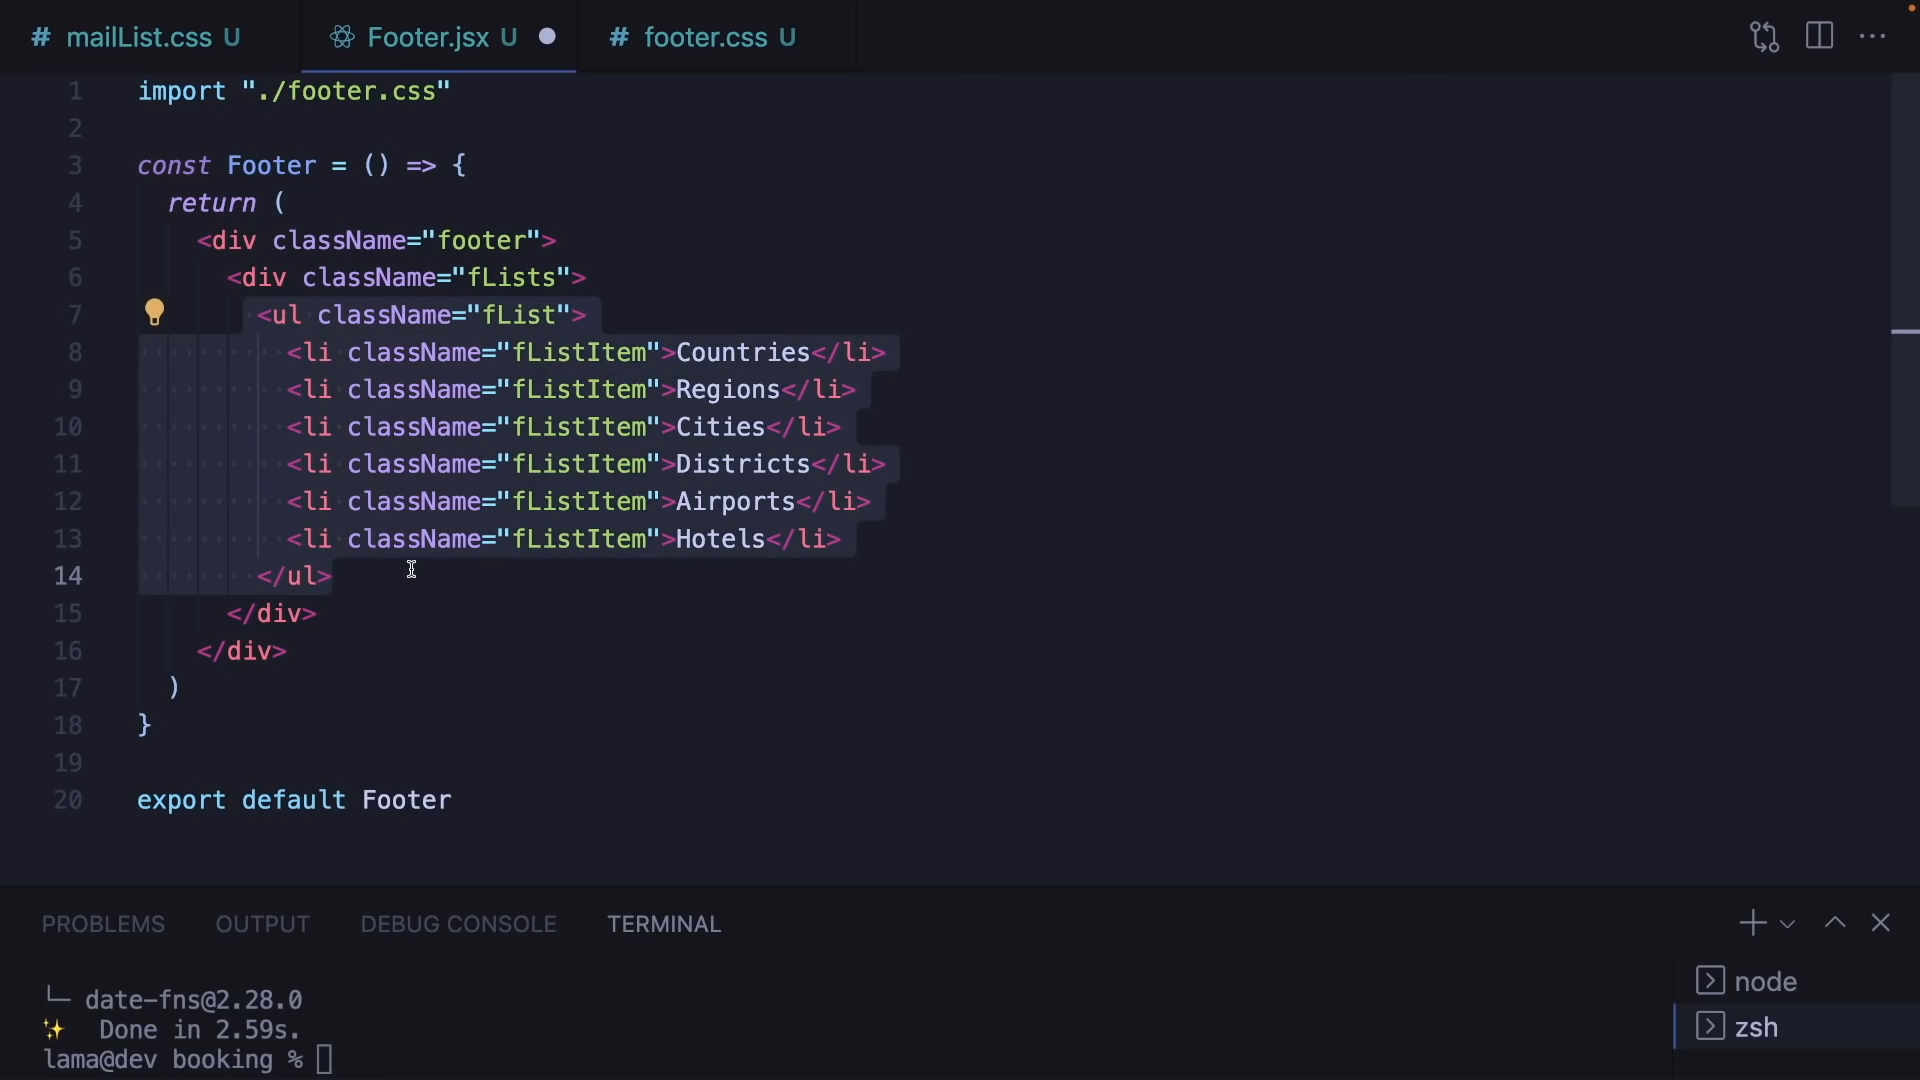 # mailList.css U
Footer.jsx U
# footer.css U
1 import "./footer.css"
2
3 const Footer = () => {
4 return (
5 <div className="footer">
6 <div className="fLists">
7 <ul className="fList">
8 <li className="fListItem">Countries</li>
9 <li className="fListItem">Regions</li>
10 <li className="fListItem">Cities</li>
11 <li className="fListItem">Districts</li>
12 <li className="fListItem">Airports</li>
13 <li className="fListItem">Hotels</li>
14 </ul>
15 </div>
16 </div>
17 )
18 }
19
20 export default Footer
PROBLEMS OUTPUT DEBUG CONSOLE TERMINAL
└─ date-fns@2.28.0
✨ Done in 2.59s.
lama@dev booking %
node
zsh